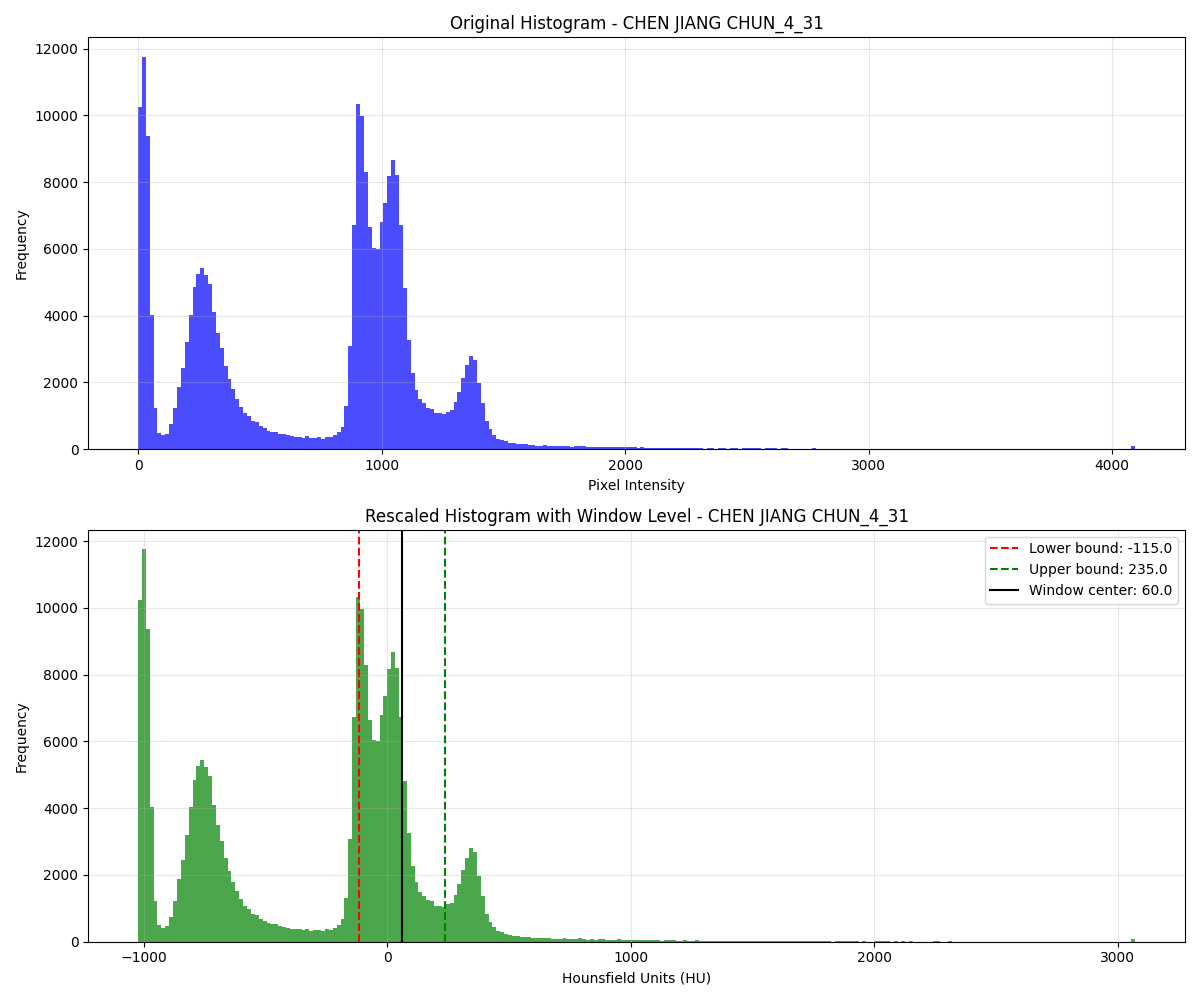 Original Histogram - CHEN JIANG CHUN_4_31
12000
10000
8000
6000
4000
2000
0
Frequency
0 1000 2000 3000 4000
Pixel Intensity
Rescaled Histogram with Window Level - CHEN JIANG CHUN_4_31
Lower bound: -115.0
Upper bound: 235.0
Window center: 60.0
12000
10000
8000
6000
4000
2000
0
Frequency
−1000 0 1000 2000 3000
Hounsfield Units (HU)